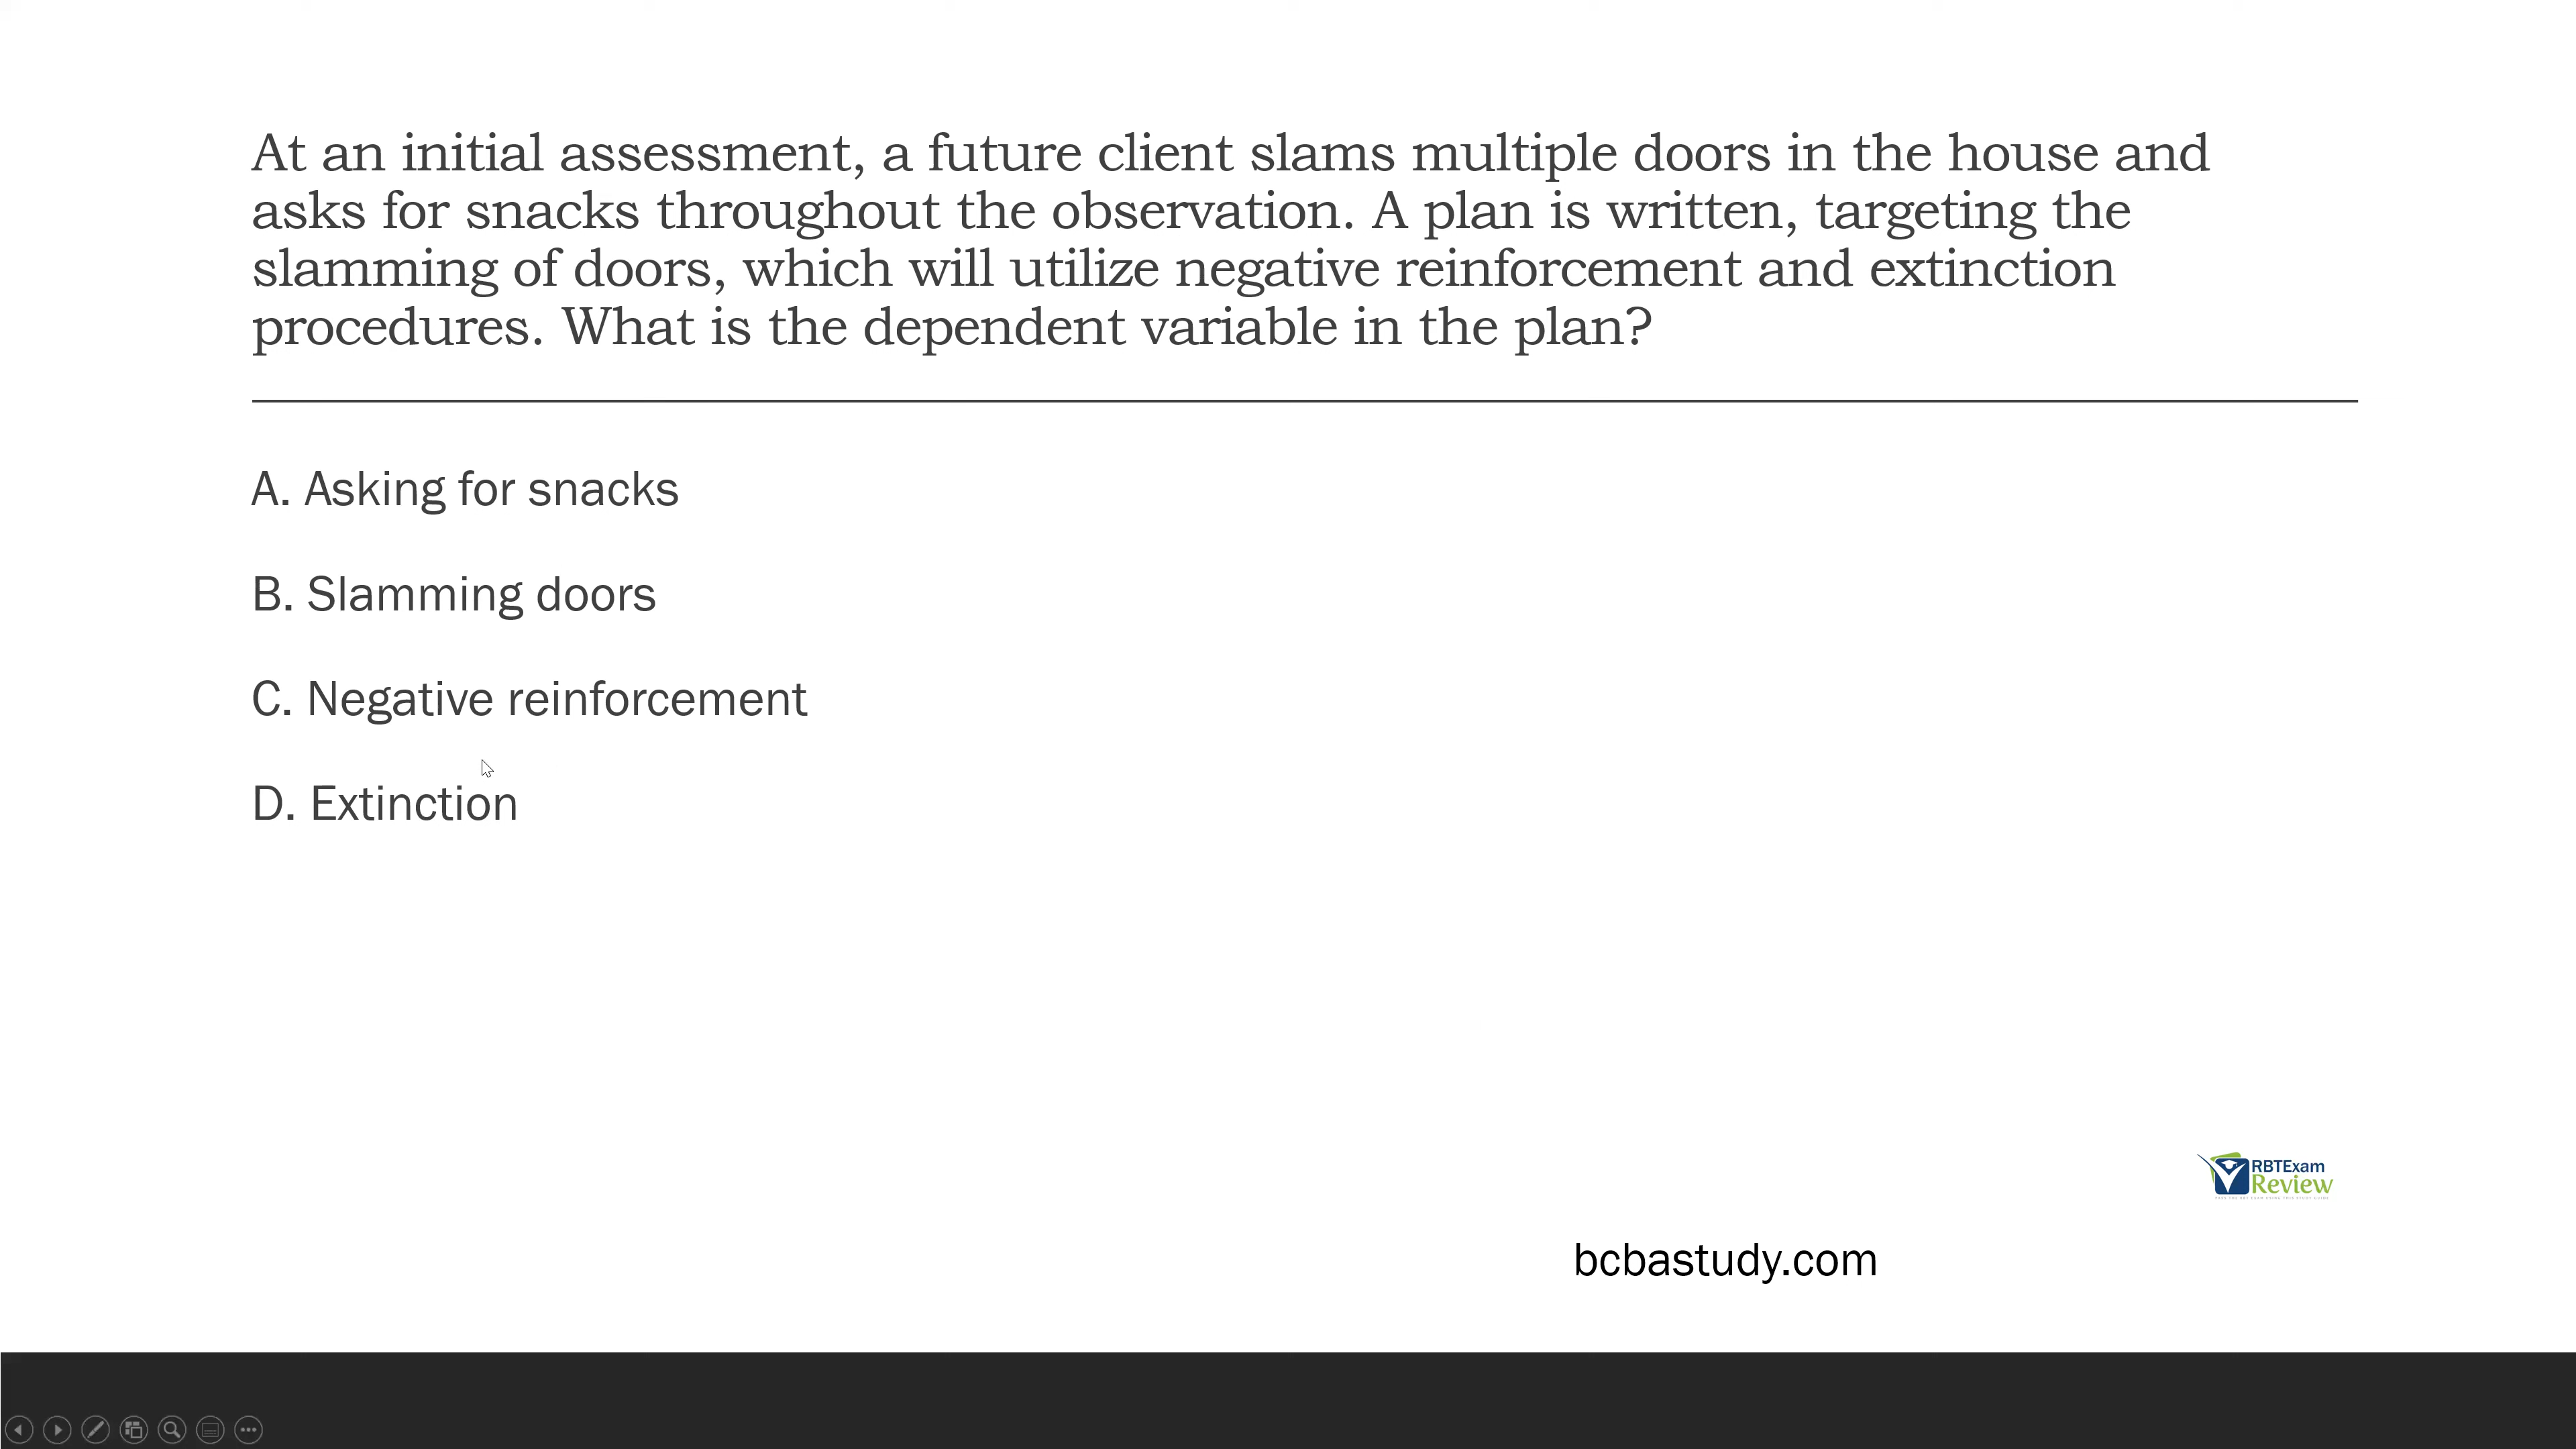 At an initial assessment, a future client slams multiple doors in the house and
asks for snacks throughout the observation. A plan is written, targeting the
slamming of doors, which will utilize negative reinforcement and extinction
procedures. What is the dependent variable in the plan?
A. Asking for snacks
B. Slamming doors
C. Negative reinforcement
D. Extinction
RBTExam
Review
bcbastudy.com